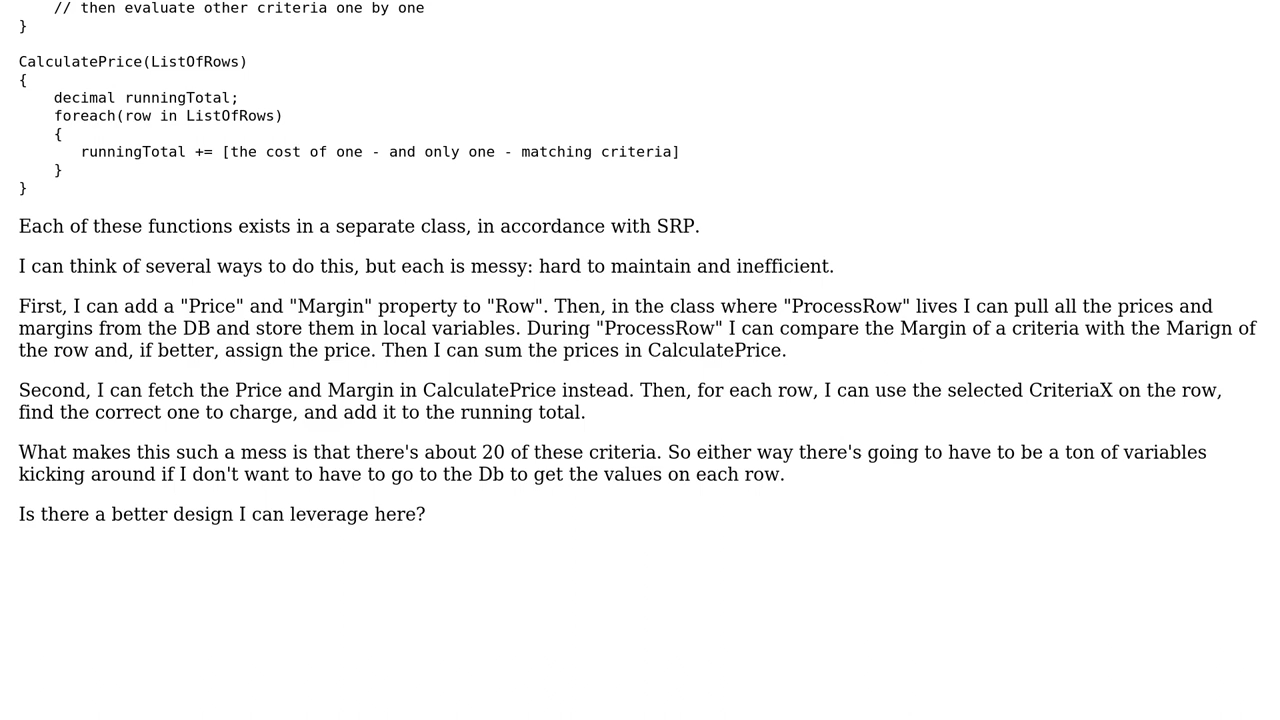 // then evaluate other criteria one by one
}
CalculatePrice(ListOfRows)
{
decimal runningTotal;
foreach(row in ListOfRows)
{
runningTotal += [the cost of one - and only one - matching criteria]
}
}
Each of these functions exists in a separate class, in accordance with SRP.
I can think of several ways to do this, but each is messy: hard to maintain and inefficient.
First, I can add a "Price" and "Margin" property to "Row". Then, in the class where "ProcessRow" lives I can pull all the prices and
margins from the DB and store them in local variables. During "ProcessRow" I can compare the Margin of a criteria with the Marign of
the row and, if better, assign the price. Then I can sum the prices in CalculatePrice.
Second, I can fetch the Price and Margin in CalculatePrice instead. Then, for each row, I can use the selected CriteriaX on the row,
find the correct one to charge, and add it to the running total.
What makes this such a mess is that there's about 20 of these criteria. So either way there's going to have to be a ton of variables
kicking around if I don't want to have to go to the Db to get the values on each row.
Is there a better design I can leverage here?